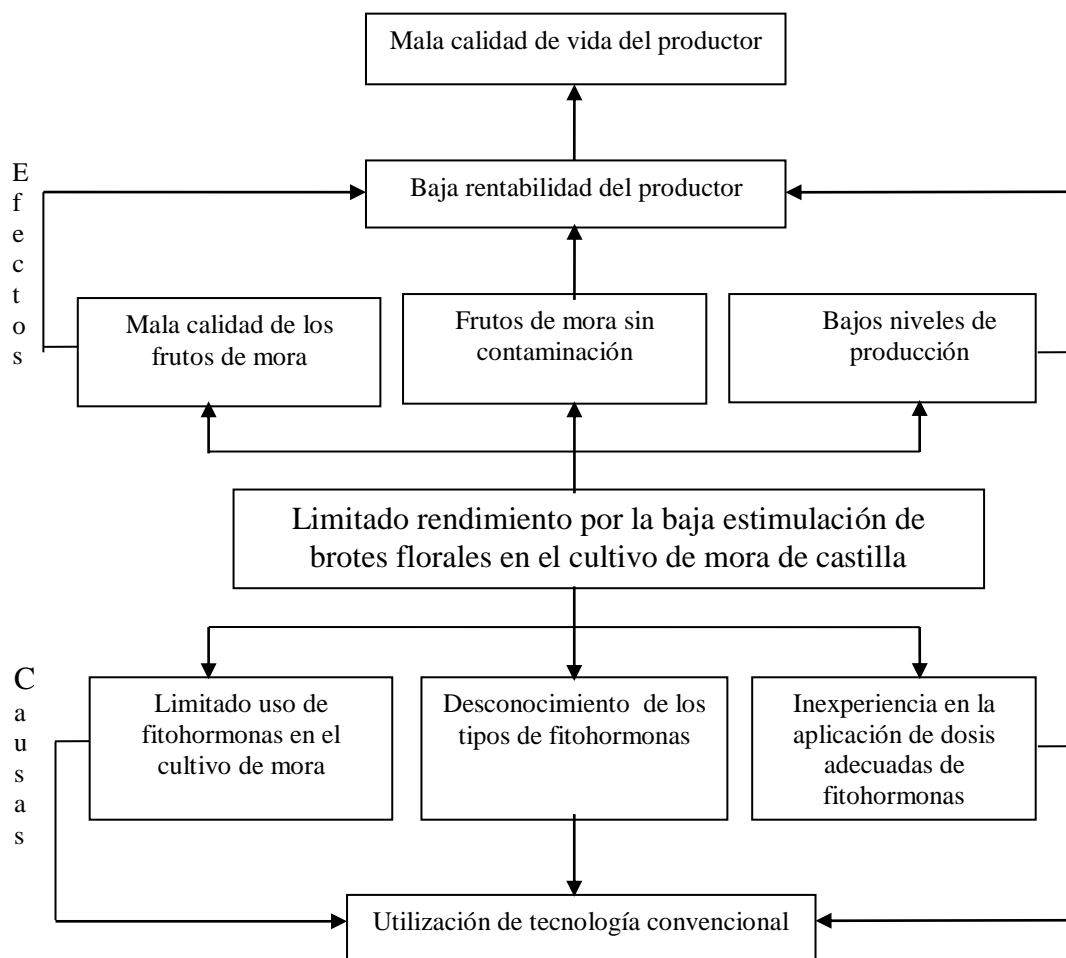 Mala calidad de vida del productor
Efectos
Baja rentabilidad del productor
Mala calidad de los
frutos de mora
Frutos de mora sin
contaminación
Bajos niveles de
producción
Limitado rendimiento por la baja estimulación de
brotes florales en el cultivo de mora de castilla
Causas
Limitado uso de
fitohormonas en el
cultivo de mora
Desconocimiento de los
tipos de fitohormonas
Inexperiencia en la
aplicación de dosis
adecuadas de
fitohormonas
Utilización de tecnología convencional